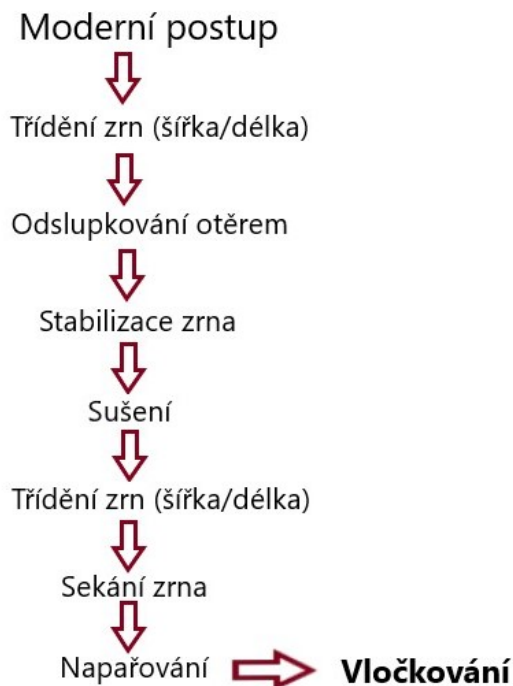 Moderní postup
Třídění zrn (šířka/délka)
Odslupkování otěrem
Stabilizace zrna
Sušení
Třídění zrn (šířka/délka)
Sekání zrna
Napařování
Vločkování